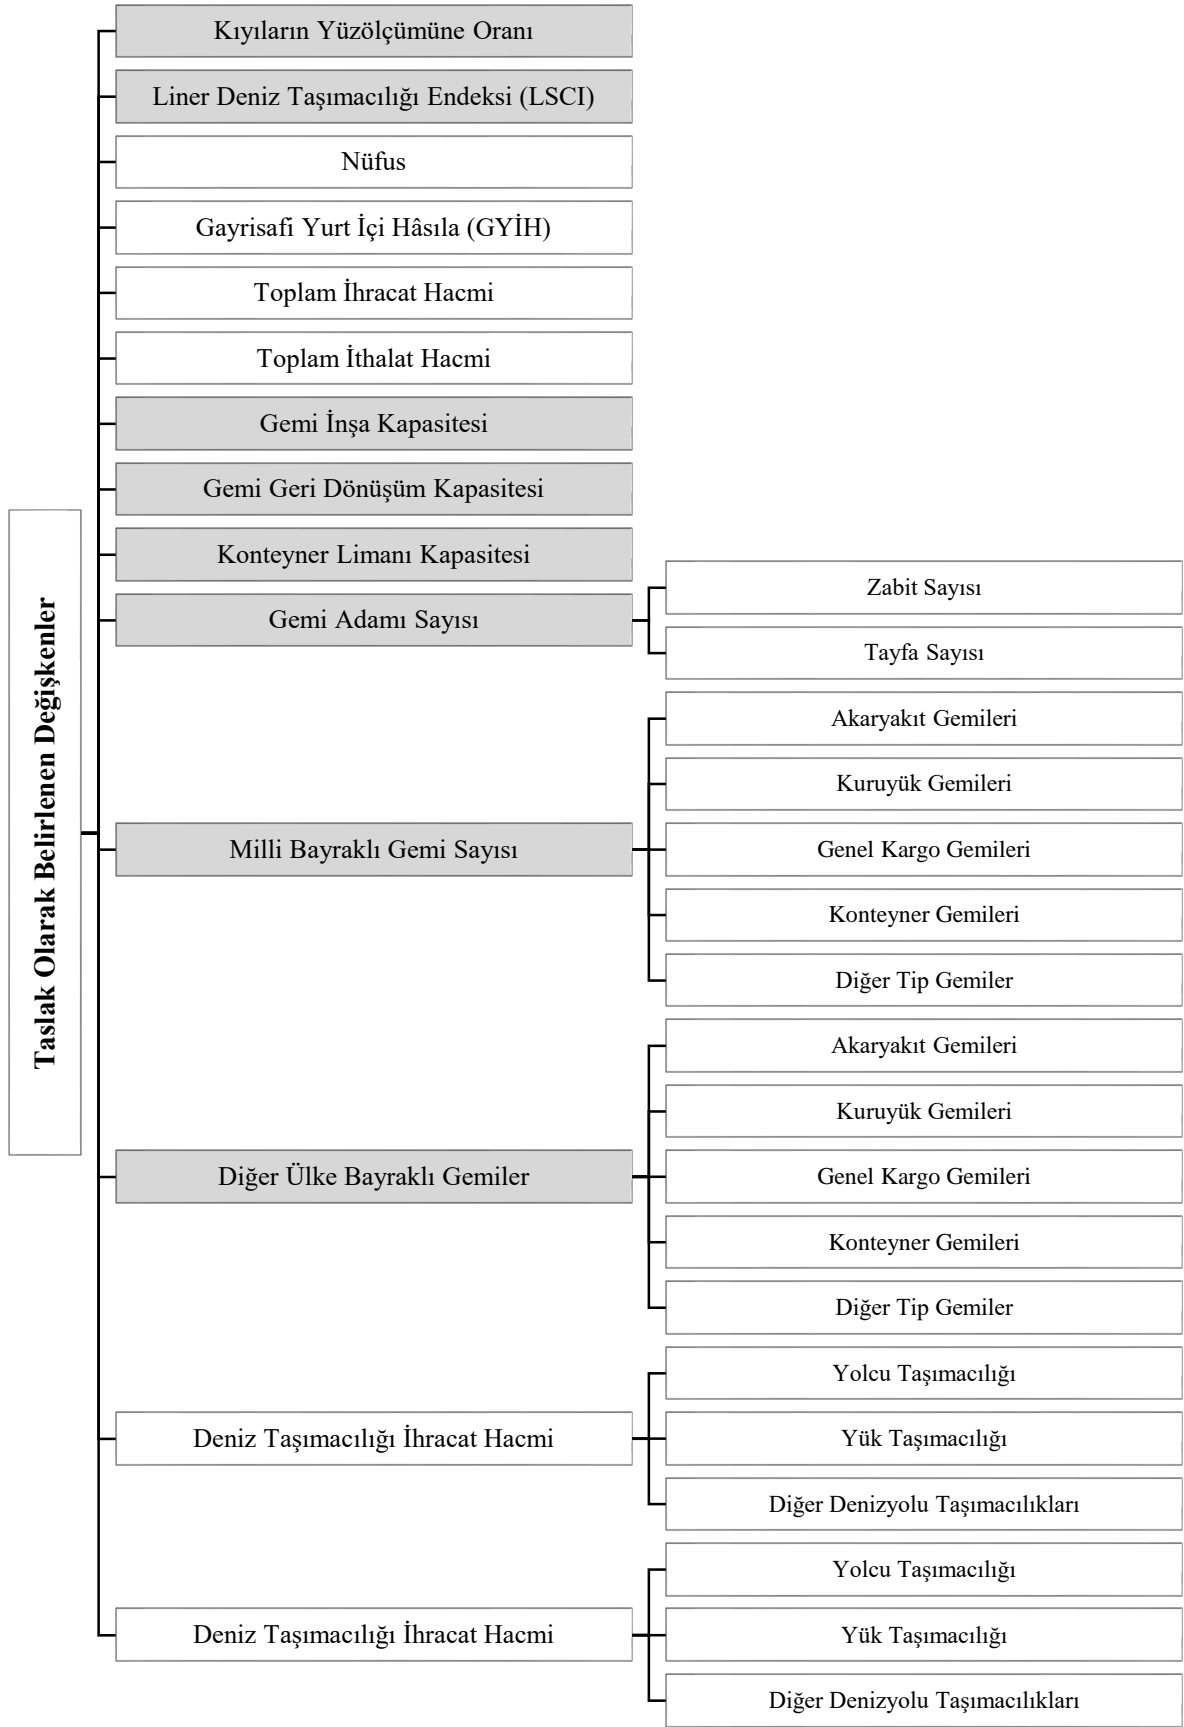 Taslak Olarak Belirlenen Değişkenler
Kıyıların Yüzölçümüne Oranı
Liner Deniz Taşımacılığı Endeksi (LSCI)
Nüfus
Gayrisafi Yurt İçi Hâsıla (GYİH)
Toplam İhracat Hacmi
Toplam İthalat Hacmi
Gemi İnşa Kapasitesi
Gemi Geri Dönüşüm Kapasitesi
Konteyner Limanı Kapasitesi
Gemi Adamı Sayısı
Zabit Sayısı
Tayfa Sayısı
Milli Bayraklı Gemi Sayısı
Akaryakıt Gemileri
Kuruyük Gemileri
Genel Kargo Gemileri
Konteyner Gemileri
Diğer Tip Gemiler
Diğer Ülke Bayraklı Gemiler
Akaryakıt Gemileri
Kuruyük Gemileri
Genel Kargo Gemileri
Konteyner Gemileri
Diğer Tip Gemiler
Deniz Taşımacılığı İhracat Hacmi
Yolcu Taşımacılığı
Yük Taşımacılığı
Diğer Denizyolu Taşımacılıkları
Deniz Taşımacılığı İhracat Hacmi
Yolcu Taşımacılığı
Yük Taşımacılığı
Diğer Denizyolu Taşımacılıkları